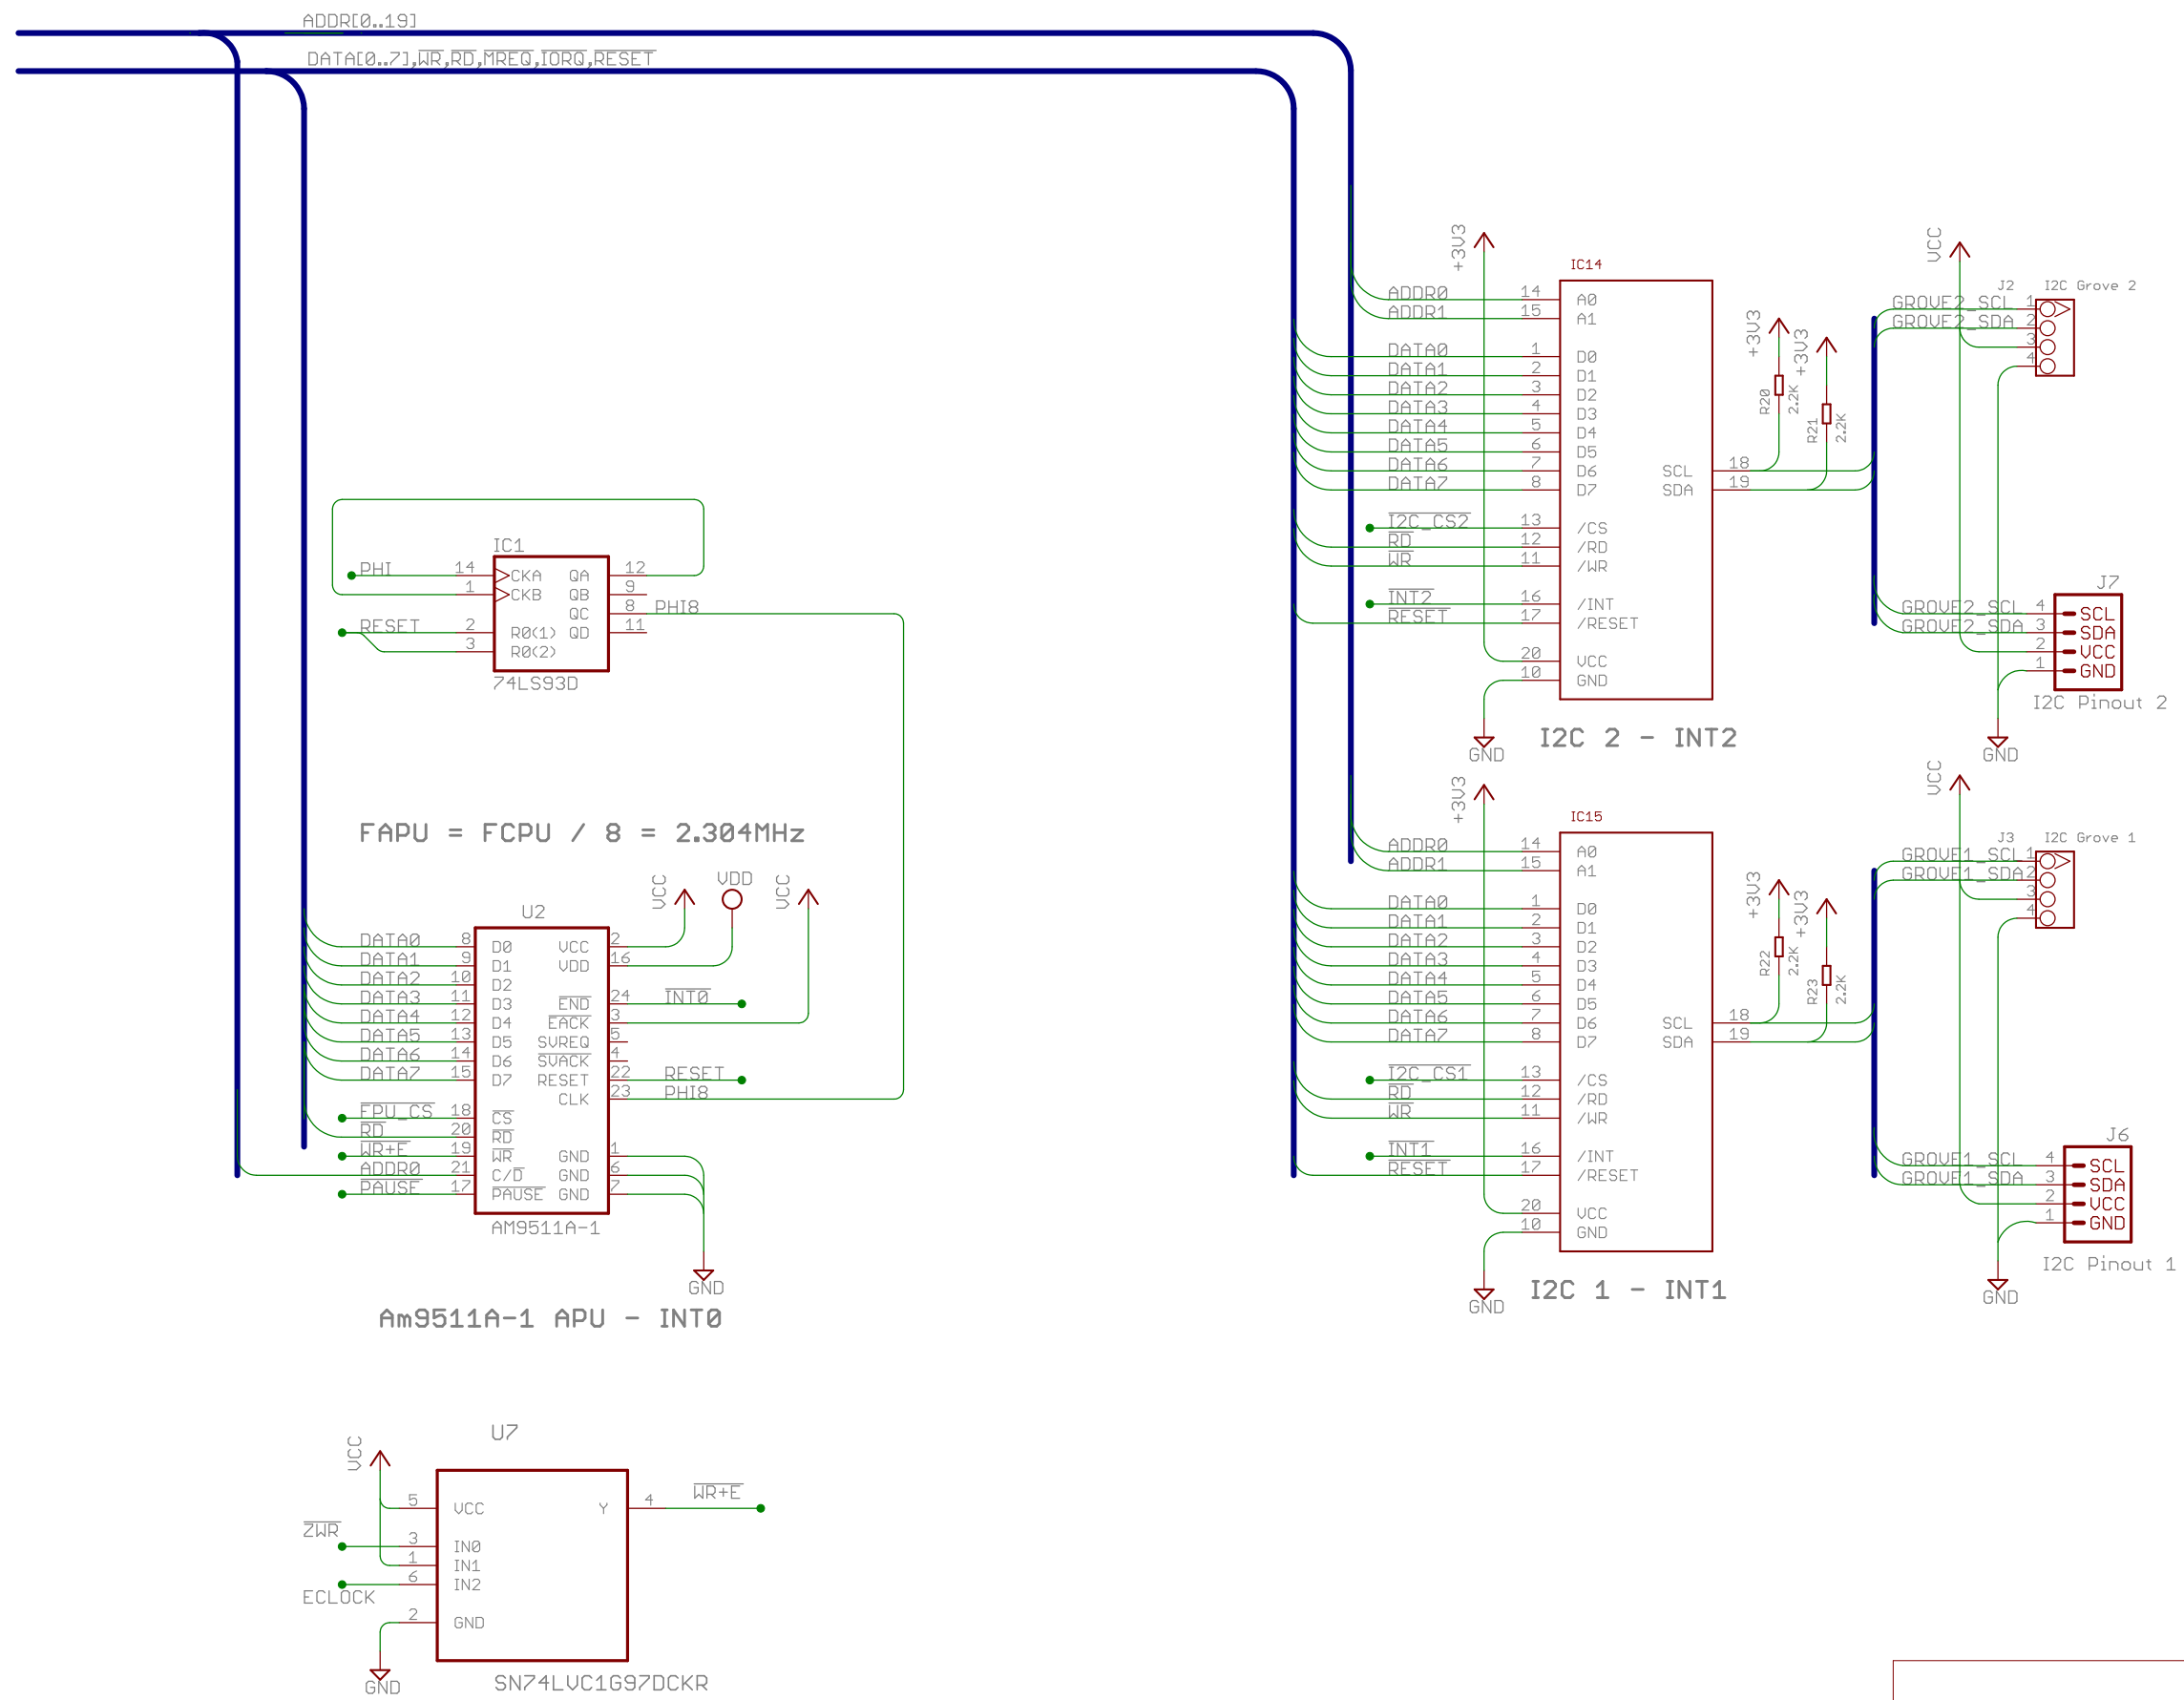 ADDR[0..19]
DATA[0..7],WR,RD,MREQ,IORQ,RESET
IC1
PHI
14 CKA QA 12
1 CKB QB 9
QC 8 PHI8
RESET
2 R0(1) QD 11
3 R0(2)
74LS93D
FAPU = FCPU / 8 = 2.304MHz
VCC
VDD
VCC
U2
DATA0 8 D0 VCC 2
DATA1 9 D1 VDD 16
DATA2 10 D2
DATA3 11 D3 END 24 INT0
DATA4 12 D4 EACK 3
DATA5 13 D5 SVREQ 5
DATA6 14 D6 SVACK 4
DATA7 15 D7 RESET 22 RESET
CLK 23 PHI8
FPU_CS 18 CS
RD 20 RD
WR+E 19 WR GND 1
ADDR0 21 C/D GND 6
PAUSE 17 PAUSE GND 7
AM9511A-1
GND
Am9511A-1 APU - INT0
U7
VCC
5 VCC Y 4 WR+E
ZWR
3 IN0
1 IN1
6 IN2
ECLOCK
2 GND
GND
SN74LVC1G97DCKR
+3V3
IC14
ADDR0 14 A0
ADDR1 15 A1
DATA0 1 D0
DATA1 2 D1
DATA2 3 D2
DATA3 4 D3
DATA4 5 D4
DATA5 6 D5
DATA6 7 D6 SCL 18
DATA7 8 D7 SDA 19
I2C_CS2 13 /CS
RD 12 /RD
WR 11 /WR
INT2 16 /INT
RESET 17 /RESET
20 VCC
10 GND
GND
I2C 2 - INT2
+3V3
R20
2.2K
+3V3
R21
2.2K
VCC
J2 I2C Grove 2
GROVE2_SCL 1
GROVE2_SDA 2
3
4
J7
GROVE2_SCL 4 SCL
GROVE2_SDA 3 SDA
2 VCC
1 GND
I2C Pinout 2
GND
+3V3
IC15
ADDR0 14 A0
ADDR1 15 A1
DATA0 1 D0
DATA1 2 D1
DATA2 3 D2
DATA3 4 D3
DATA4 5 D4
DATA5 6 D5
DATA6 7 D6 SCL 18
DATA7 8 D7 SDA 19
I2C_CS1 13 /CS
RD 12 /RD
WR 11 /WR
INT1 16 /INT
RESET 17 /RESET
20 VCC
10 GND
GND
I2C 1 - INT1
+3V3
R22
2.2K
+3V3
R23
2.2K
VCC
J3 I2C Grove 1
GROVE1_SCL 1
GROVE1_SDA 2
3
4
J6
GROVE1_SCL 4 SCL
GROVE1_SDA 3 SDA
2 VCC
1 GND
I2C Pinout 1
GND